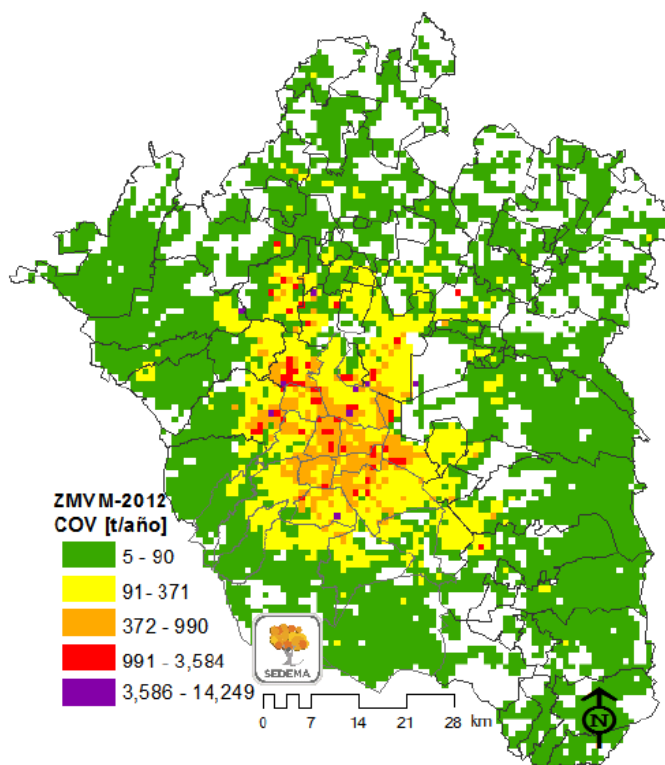 ZMVM-2012
COV [t/año]
5 - 90
91 - 371
372 - 990
991 - 3,584
3,586 - 14,249
SEDEMA
0 7 14 21 28 km
N